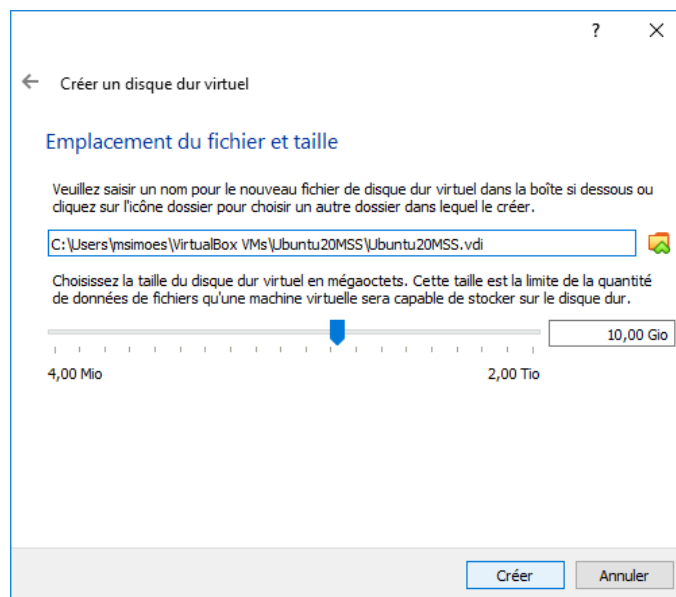 ?
Créer un disque dur virtuel
Emplacement du fichier et taille
Veuillez saisir un nom pour le nouveau fichier de disque dur virtuel dans la boîte si dessous ou
cliquez sur l'icône dossier pour choisir un autre dossier dans lequel le créer.
C:\Users\msimoes\VirtualBox VMs\Ubuntu20MSS\Ubuntu20MSS.vdi
Choisissez la taille du disque dur virtuel en mégaoctets. Cette taille est la limite de la quantité
de données de fichiers qu'une machine virtuelle sera capable de stocker sur le disque dur.
10,00 Gio
4,00 Mio 2,00 Tio
Créer Annuler